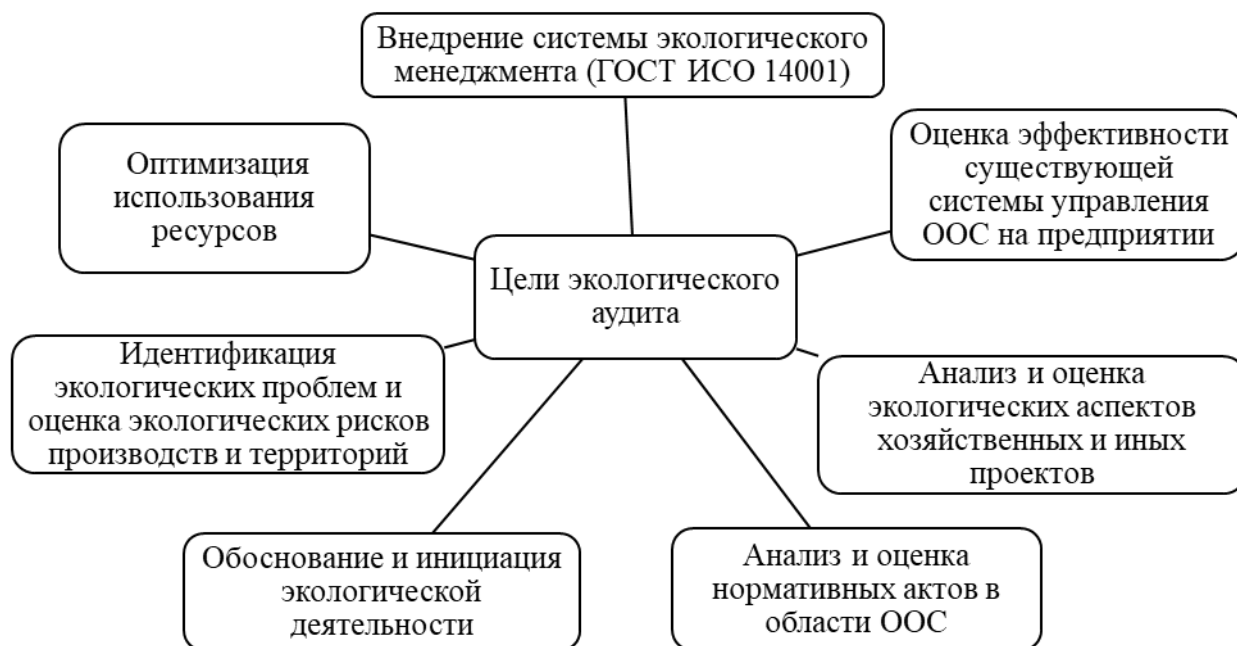 Внедрение системы экологического
менеджмента (ГОСТ ИСО 14001)
Оптимизация
использования
ресурсов
Оценка эффективности
существующей
системы управления
ООС на предприятии
Цели экологического
аудита
Идентификация
экологических проблем и
оценка экологических рисков
производств и территорий
Анализ и оценка
экологических аспектов
хозяйственных и иных
проектов
Обоснование и инициация
экологической
деятельности
Анализ и оценка
нормативных актов в
области ООС